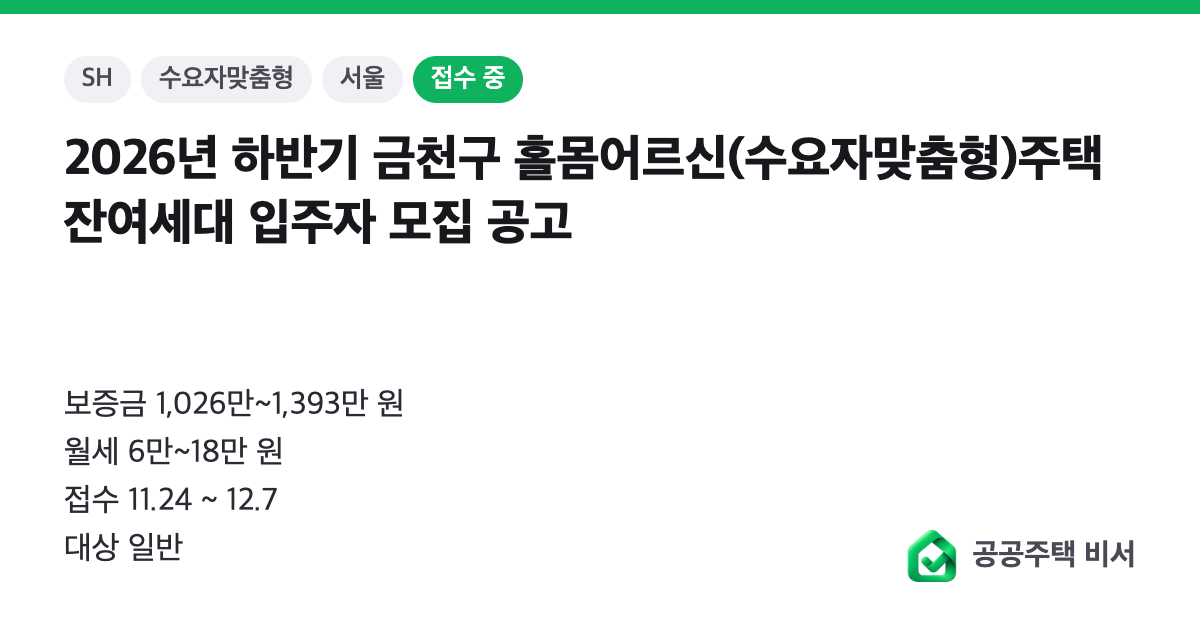 SH 수요자맞춤형 서울 접수 중
2026년 하반기 금천구 홀몸어르신(수요자맞춤형)주택
잔여세대 입주자 모집 공고
보증금 1,026만~1,393만 원
월세 6만~18만 원
접수 11.24 ~ 12.7
대상 일반
공공주택 비서